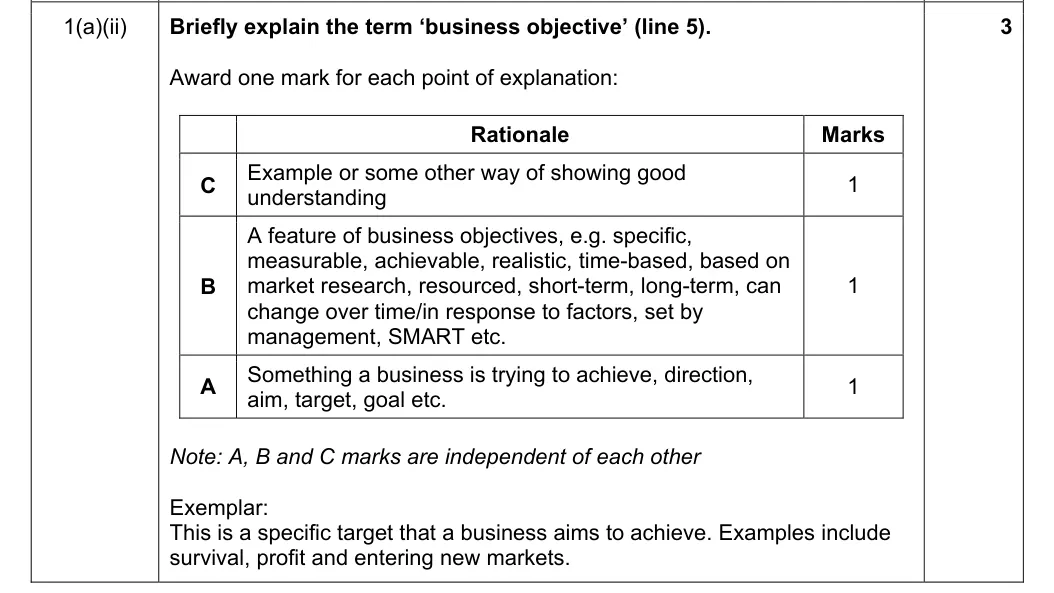 1(a)(ii) Briefly explain the term ‘business objective’ (line 5). 3
Award one mark for each point of explanation:
Rationale Marks
C Example or some other way of showing good understanding 1
B A feature of business objectives, e.g. specific, measurable, achievable, realistic, time-based, based on market research, resourced, short-term, long-term, can change over time/in response to factors, set by management, SMART etc. 1
A Something a business is trying to achieve, direction, aim, target, goal etc. 1
Note: A, B and C marks are independent of each other
Exemplar:
This is a specific target that a business aims to achieve. Examples include
survival, profit and entering new markets.